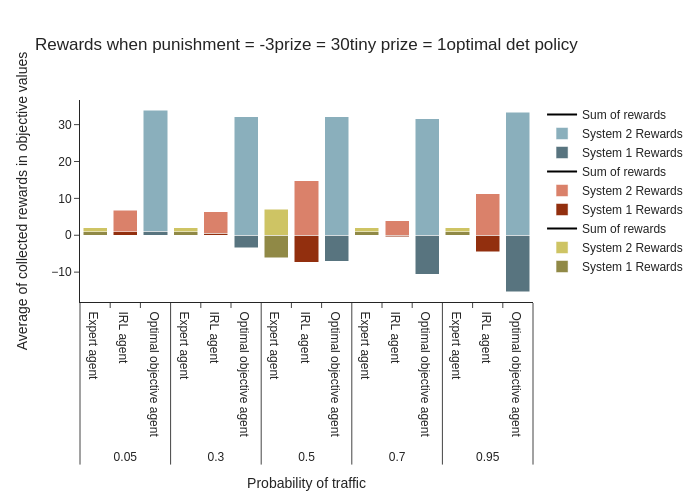 Rewards when punishment = -3prize = 30tiny prize = 1optimal det policy
Average of collected rewards in objective values
30
20
10
0
−10
Expert agent
IRL agent
Optimal objective agent
Expert agent
IRL agent
Optimal objective agent
Expert agent
IRL agent
Optimal objective agent
Expert agent
IRL agent
Optimal objective agent
Expert agent
IRL agent
Optimal objective agent
0.05
0.3
0.5
0.7
0.95
Probability of traffic
Sum of rewards
System 2 Rewards
System 1 Rewards
Sum of rewards
System 2 Rewards
System 1 Rewards
Sum of rewards
System 2 Rewards
System 1 Rewards